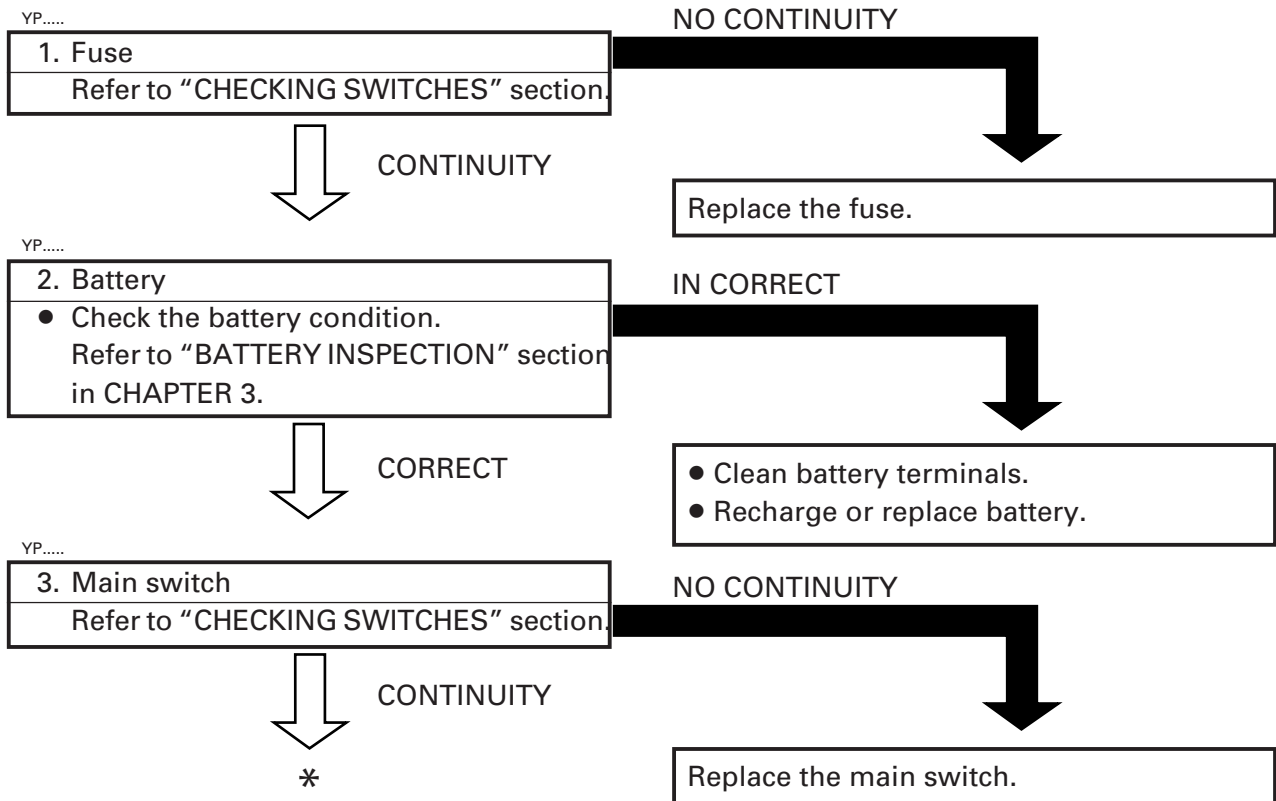 YP.....
NO CONTINUITY
1. Fuse
Refer to “CHECKING SWITCHES” section.
CONTINUITY
Replace the fuse.
YP.....
2. Battery
IN CORRECT
● Check the battery condition.
Refer to “BATTERY INSPECTION” section
in CHAPTER 3.
CORRECT
● Clean battery terminals.
● Recharge or replace battery.
YP.....
3. Main switch
NO CONTINUITY
Refer to “CHECKING SWITCHES” section.
CONTINUITY
*
Replace the main switch.